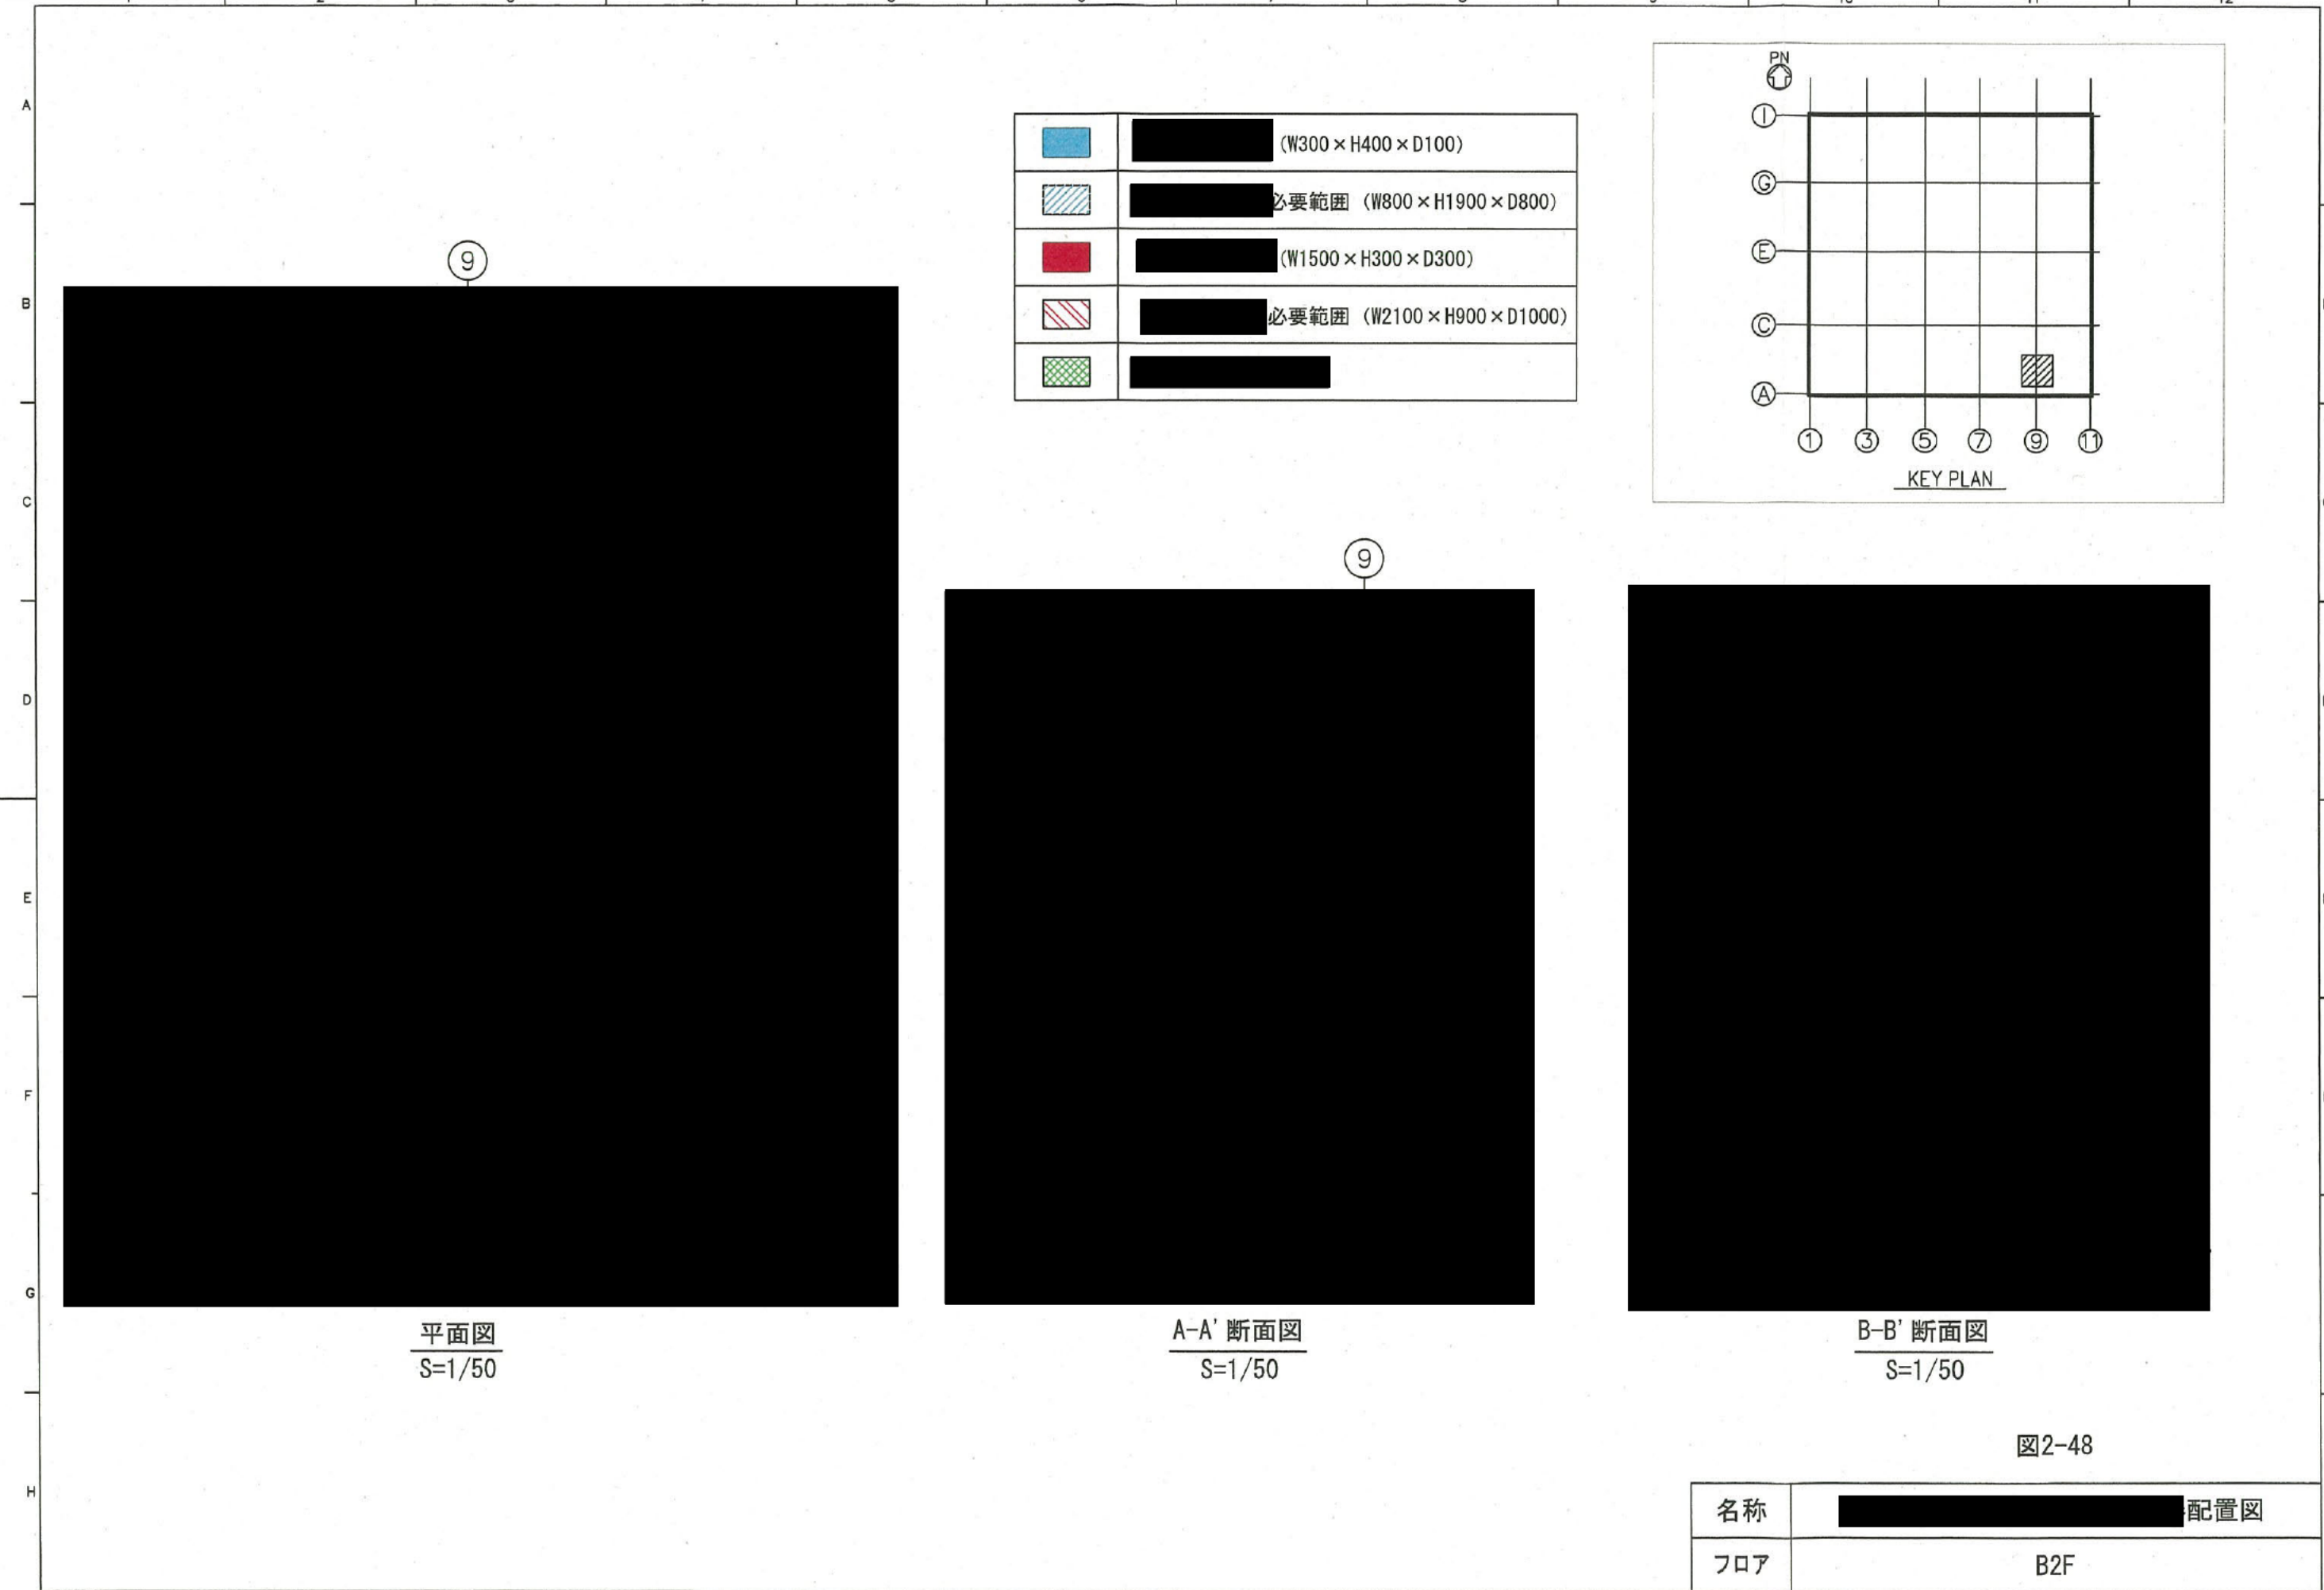 PN
(W300×H400×D100)
必要範囲 (W800×H1900×D800)
(W1500×H300×D300)
必要範囲 (W2100×H900×D1000)
I
G
E
C
A
1 3 5 7 9 11
KEY PLAN
9
9
A
B
C
D
E
F
G
H
平面図
S=1/50
A-A' 断面図
S=1/50
B-B' 断面図
S=1/50
図2-48
名称 配置図
フロア B2F